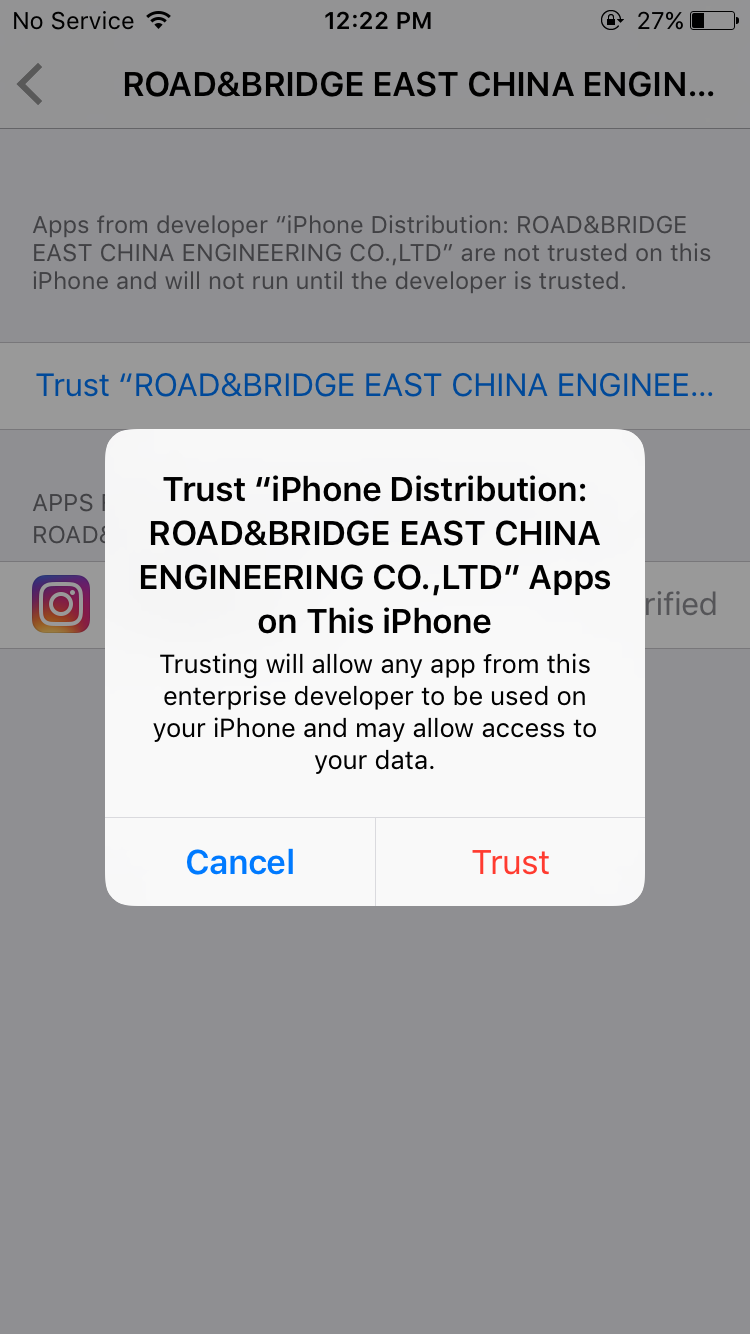 No Service 12:22 PM 27%
ROAD&BRIDGE EAST CHINA ENGIN...
Apps from developer “iPhone Distribution: ROAD&BRIDGE
EAST CHINA ENGINEERING CO.,LTD” are not trusted on this
iPhone and will not run until the developer is trusted.
Trust “ROAD&BRIDGE EAST CHINA ENGINEE...
APPS
ROAD&
rified
Trust “iPhone Distribution:
ROAD&BRIDGE EAST CHINA
ENGINEERING CO.,LTD” Apps
on This iPhone
Trusting will allow any app from this
enterprise developer to be used on
your iPhone and may allow access to
your data.
Cancel Trust